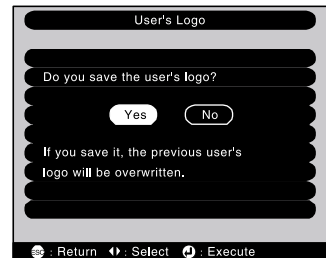 User's Logo
Do you save the user's logo?
Yes No
If you save it, the previous user's
logo will be overwritten.
ESC : Return : Select : Execute